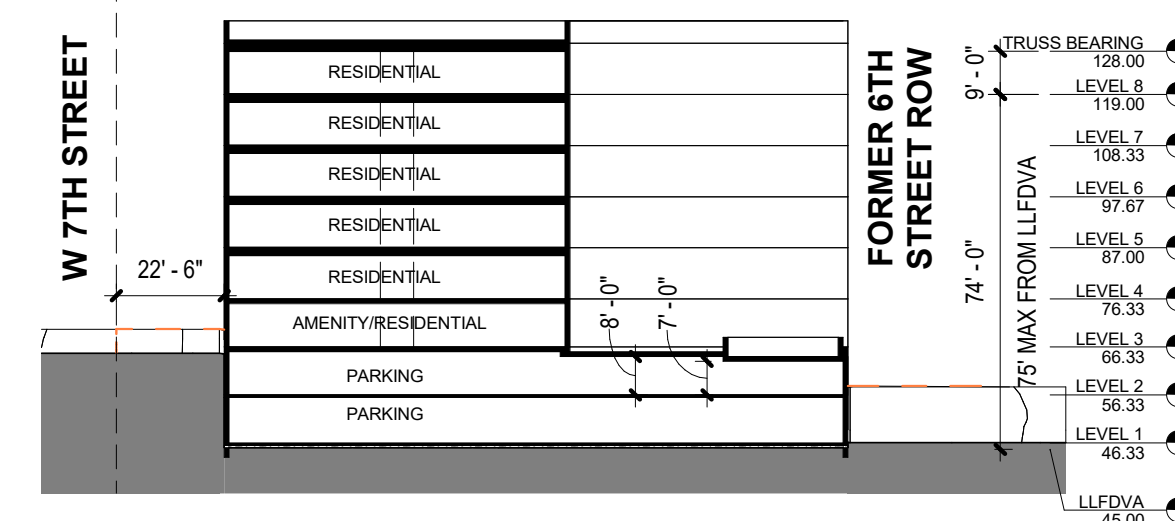 W 7TH STREET
22' - 6"
RESIDENTIAL
RESIDENTIAL
RESIDENTIAL
RESIDENTIAL
RESIDENTIAL
AMENITY/RESIDENTIAL
PARKING
PARKING
8' - 0"
7' - 0"
FORMER 6TH
STREET ROW
9' - 0"
74' - 0"
75' MAX FROM LLFDVA
TRUSS BEARING
128.00
LEVEL 8
119.00
LEVEL 7
108.33
LEVEL 6
97.67
LEVEL 5
87.00
LEVEL 4
76.33
LEVEL 3
66.33
LEVEL 2
56.33
LEVEL 1
46.33
LLFDVA
45.00